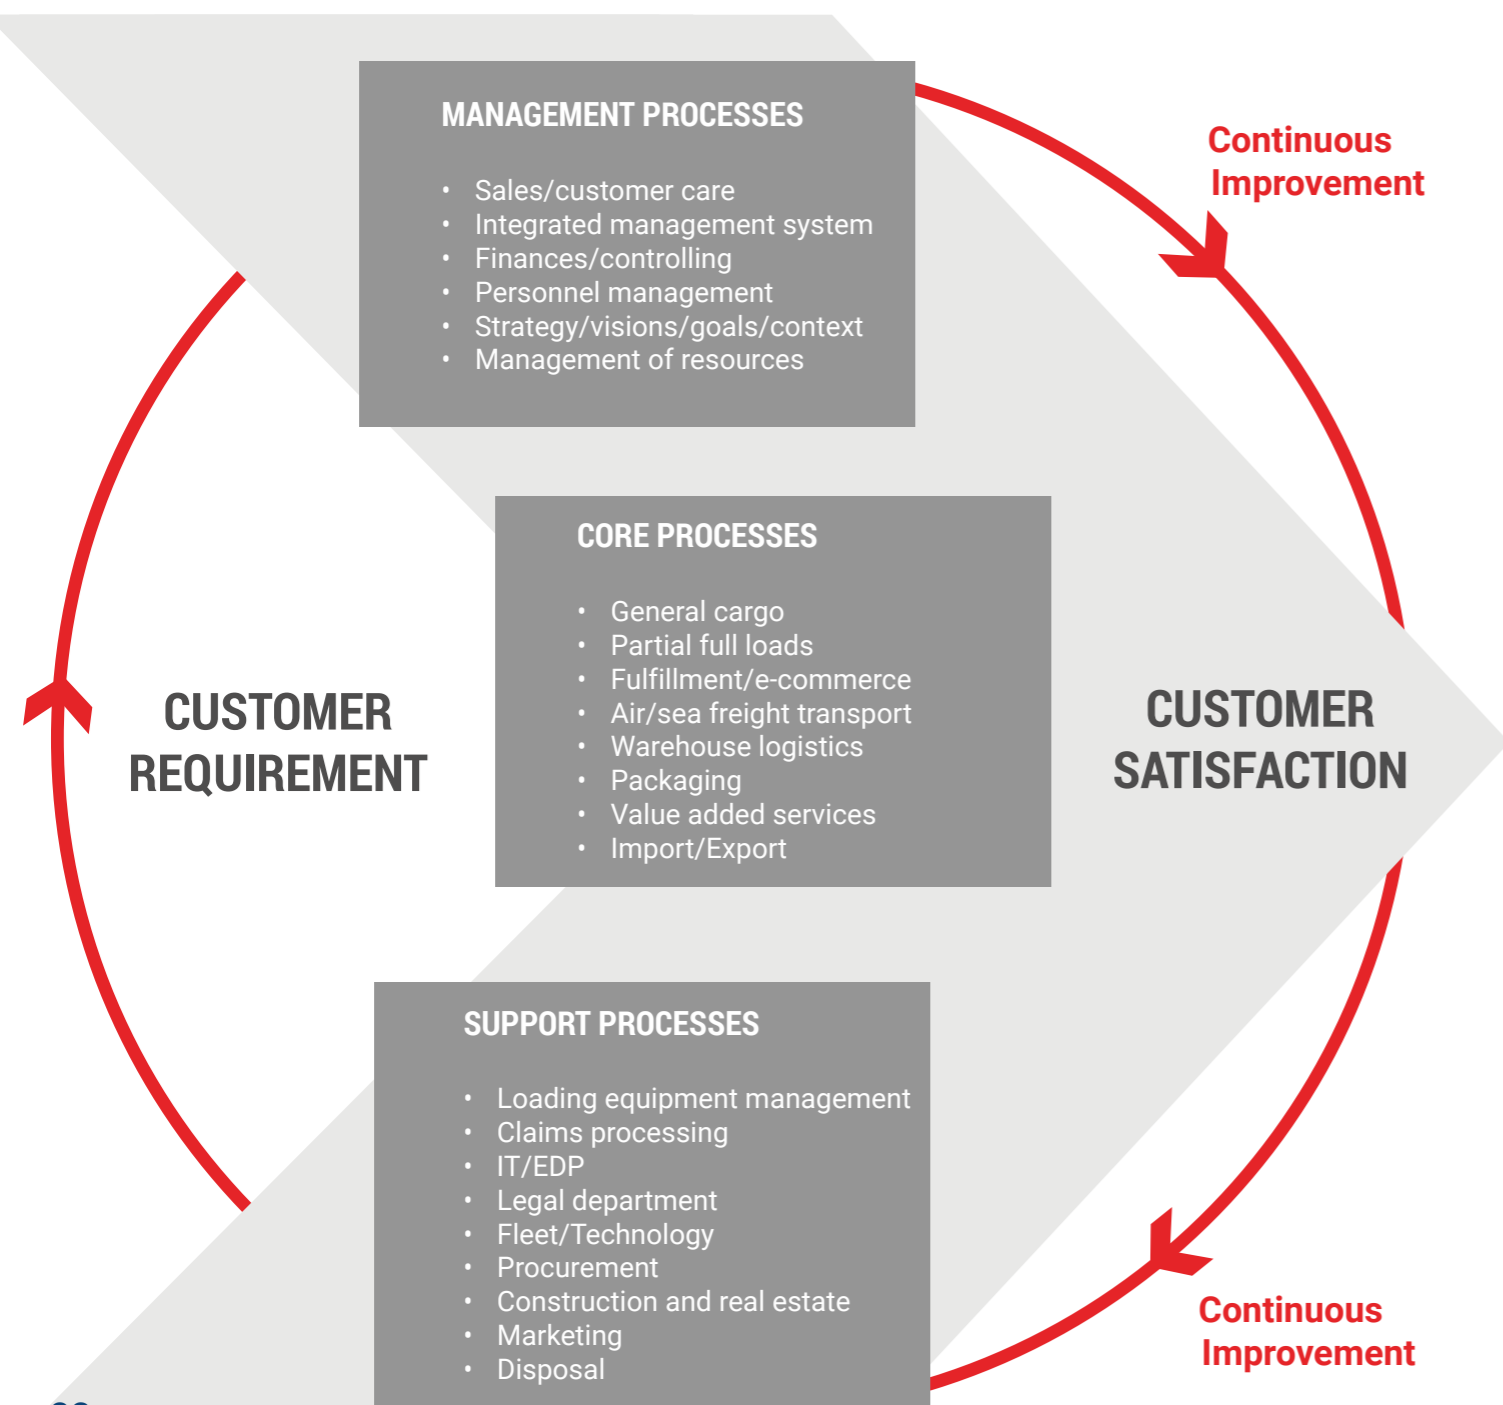 MANAGEMENT PROCESSES
• Sales/customer care
• Integrated management system
• Finances/controlling
• Personnel management
• Strategy/visions/goals/context
• Management of resources
Continuous
Improvement
CORE PROCESSES
• General cargo
• Partial full loads
• Fulfillment/e-commerce
• Air/sea freight transport
• Warehouse logistics
• Packaging
• Value added services
• Import/Export
CUSTOMER
REQUIREMENT
CUSTOMER
SATISFACTION
SUPPORT PROCESSES
• Loading equipment management
• Claims processing
• IT/EDP
• Legal department
• Fleet/Technology
• Procurement
• Construction and real estate
• Marketing
• Disposal
Continuous
Improvement